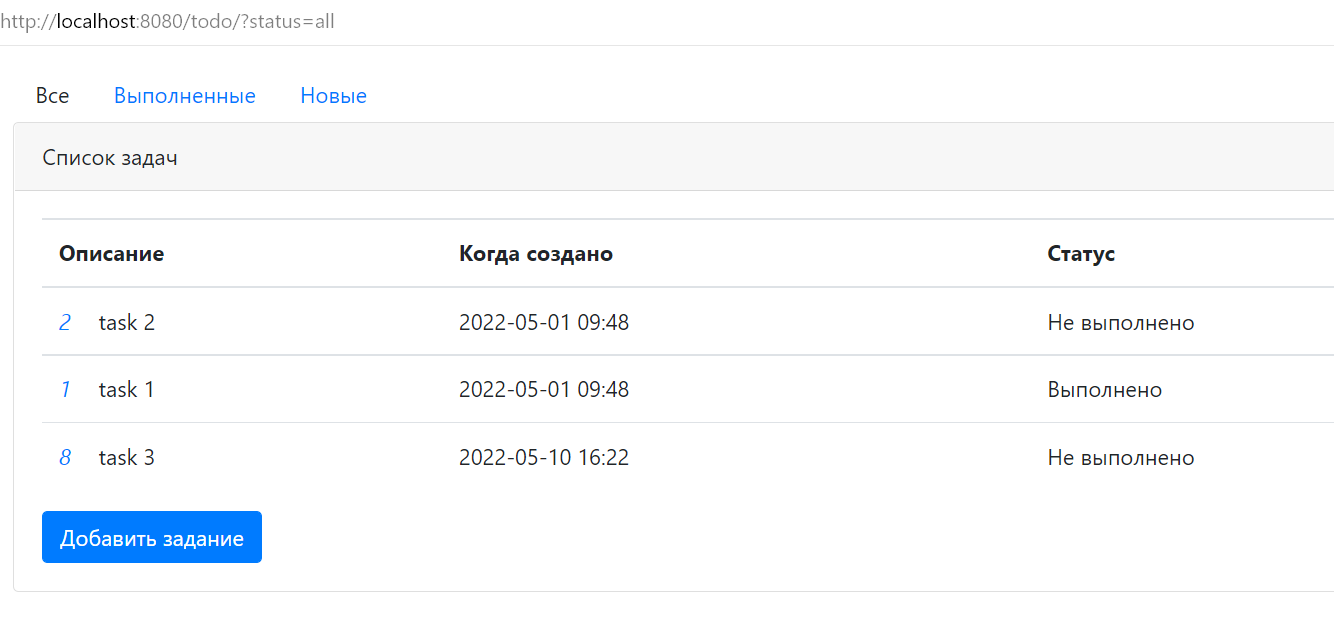 http://localhost:8080/todo/?status=all
Все Выполненные Новые
Список задач
Описание Когда создано Статус
2 task 2 2022-05-01 09:48 Не выполнено
1 task 1 2022-05-01 09:48 Выполнено
8 task 3 2022-05-10 16:22 Не выполнено
Добавить задание